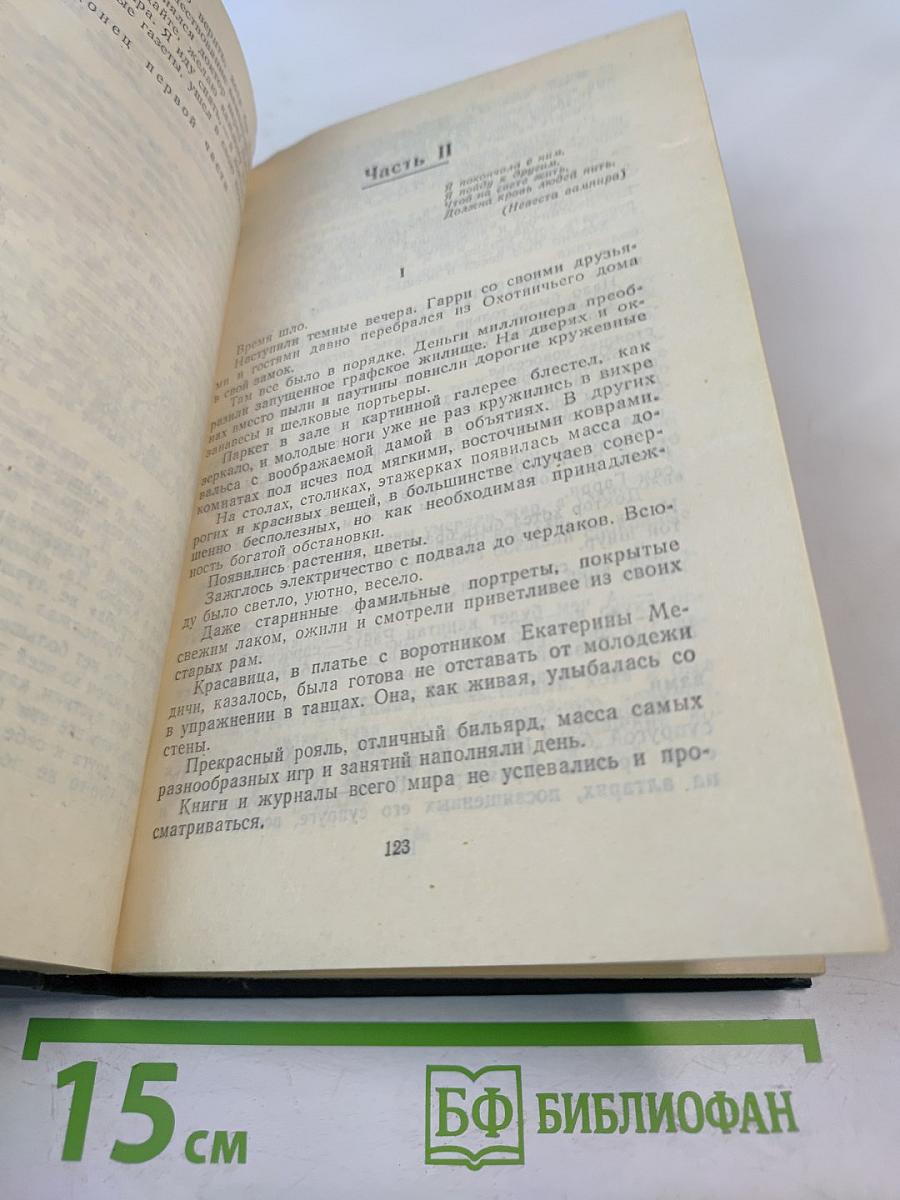 первой
Часть II
Я покончала с ним,
Я пойду к другим,
Чтоб на свете жить,
Должна кровь людей пить.
(Невеста вампира)
I
Время шло.
Наступили темные вечера. Гарри со своими друзья-
ми и гостями давно перебрался из Охотничьего дома
в свой замок.
Там все было в порядке. Деньги миллионера преоб-
разили запущенное графское жилище. На дверях и ок-
нах вместо пыли и паутины повисли дорогие кружевные
занавесы и шелковые портьеры.
Паркет в зале и картинной галерее блестел, как
зеркало, и молодые ноги уже не раз кружились в вихре
вальса с воображаемой дамой в объятиях. В других
комнатах пол исчез под мягкими, восточными коврами.
На столах, столиках, этажерках появилась масса до-
рогих и красивых вещей, в большинстве случаев совер-
шенно бесполезных, но как необходимая принадлеж-
ность богатой обстановки.
Появились растения, цветы.
Зажглось электричество с подвала до чердаков. Всю-
ду было светло, уютно, весело.
Даже старинные фамильные портреты, покрытые
свежим лаком, ожили и смотрели приветливее из своих
старых рам.
Красавица, в платье с воротником Екатерины Ме-
дичи, казалось, была готова не отставать от молодежи
в упражнении в танцах. Она, как живая, улыбалась со
стены.
Прекрасный рояль, отличный бильярд, масса самых
разнообразных игр и занятий наполняли день.
Книги и журналы всего мира не успевались и про-
сматриваться.
123
15 см
БФ БИБЛИОФАН